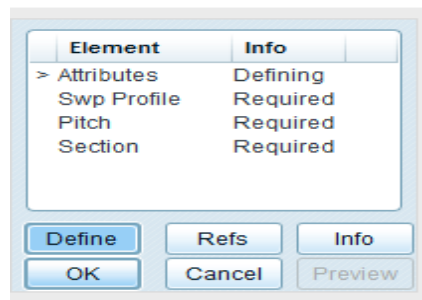 Element Info
> Attributes Defining
Swp Profile Required
Pitch Required
Section Required
Define Refs Info
OK Cancel Preview